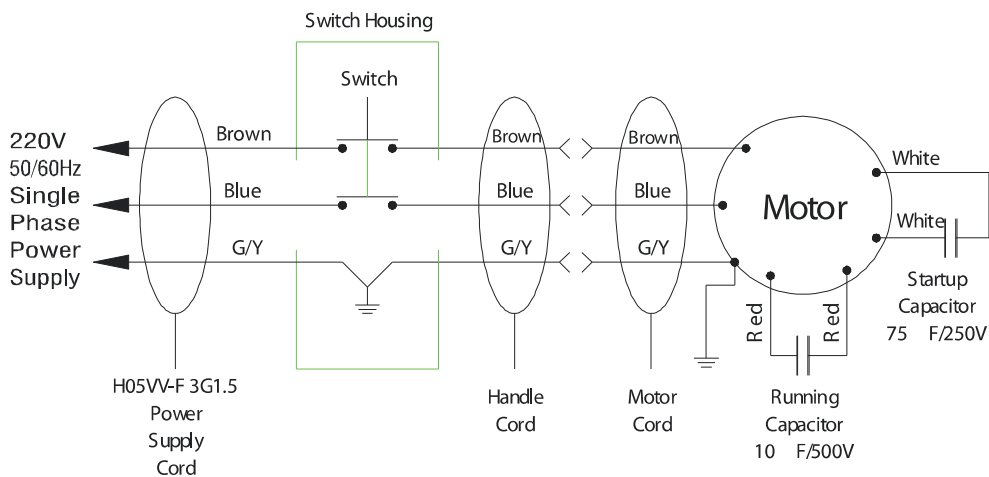 Switch Housing
Switch
220V
50/60Hz
Single
Phase
Power
Supply
Brown
Blue
G/Y
Brown
Blue
G/Y
Brown
Blue
G/Y
Motor
White
White
Startup
Capacitor
75 F/250V
Red
Red
Running
Capacitor
10 F/500V
H05VV-F 3G1.5
Power
Supply
Cord
Handle
Cord
Motor
Cord